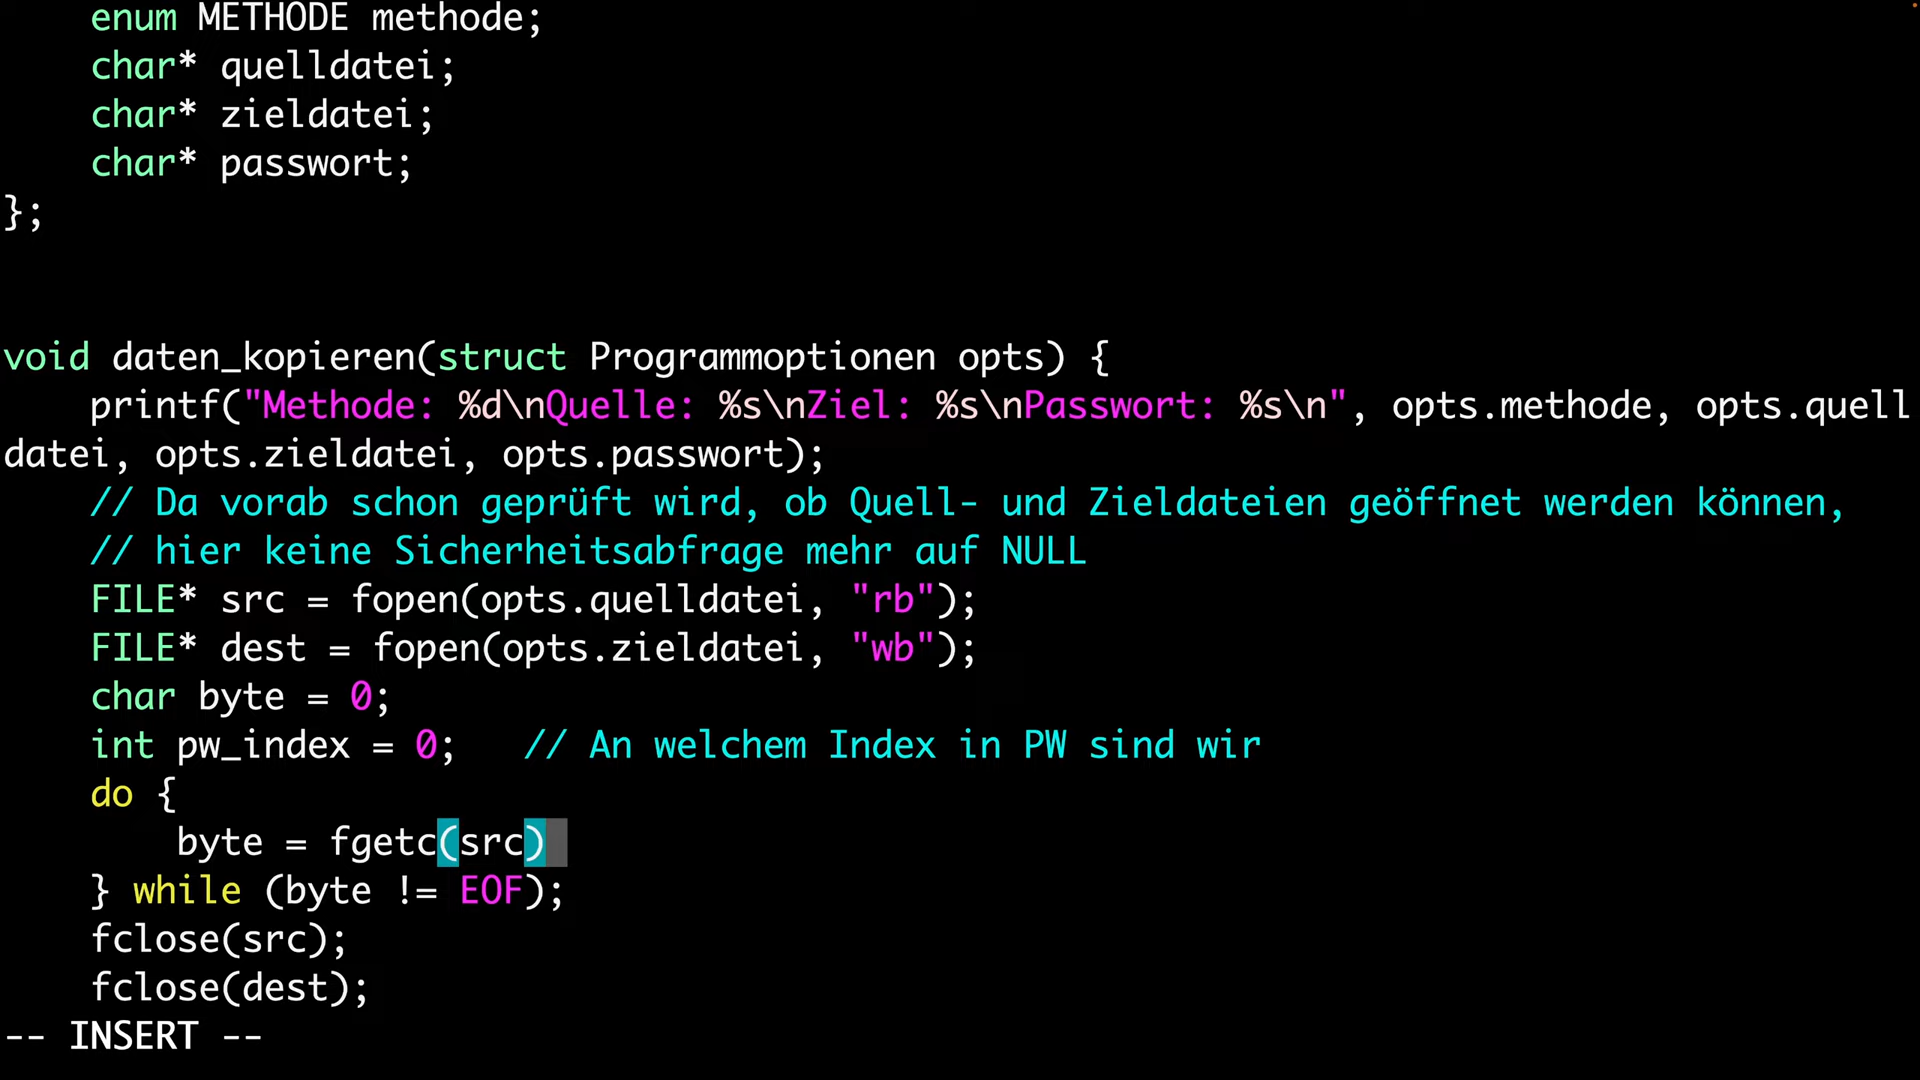 enum METHODE methode;
    char* quelldatei;
    char* zieldatei;
    char* passwort;
};
void daten_kopieren(struct Programmoptionen opts) {
    printf("Methode: %d\nQuelle: %s\nZiel: %s\nPasswort: %s\n", opts.methode, opts.quell
datei, opts.zieldatei, opts.passwort);
    // Da vorab schon geprüft wird, ob Quell- und Zieldateien geöffnet werden können,
    // hier keine Sicherheitsabfrage mehr auf NULL
    FILE* src = fopen(opts.quelldatei, "rb");
    FILE* dest = fopen(opts.zieldatei, "wb");
    char byte = 0;
    int pw_index = 0;   // An welchem Index in PW sind wir
    do {
        byte = fgetc(src)
    } while (byte != EOF);
    fclose(src);
    fclose(dest);
-- INSERT --